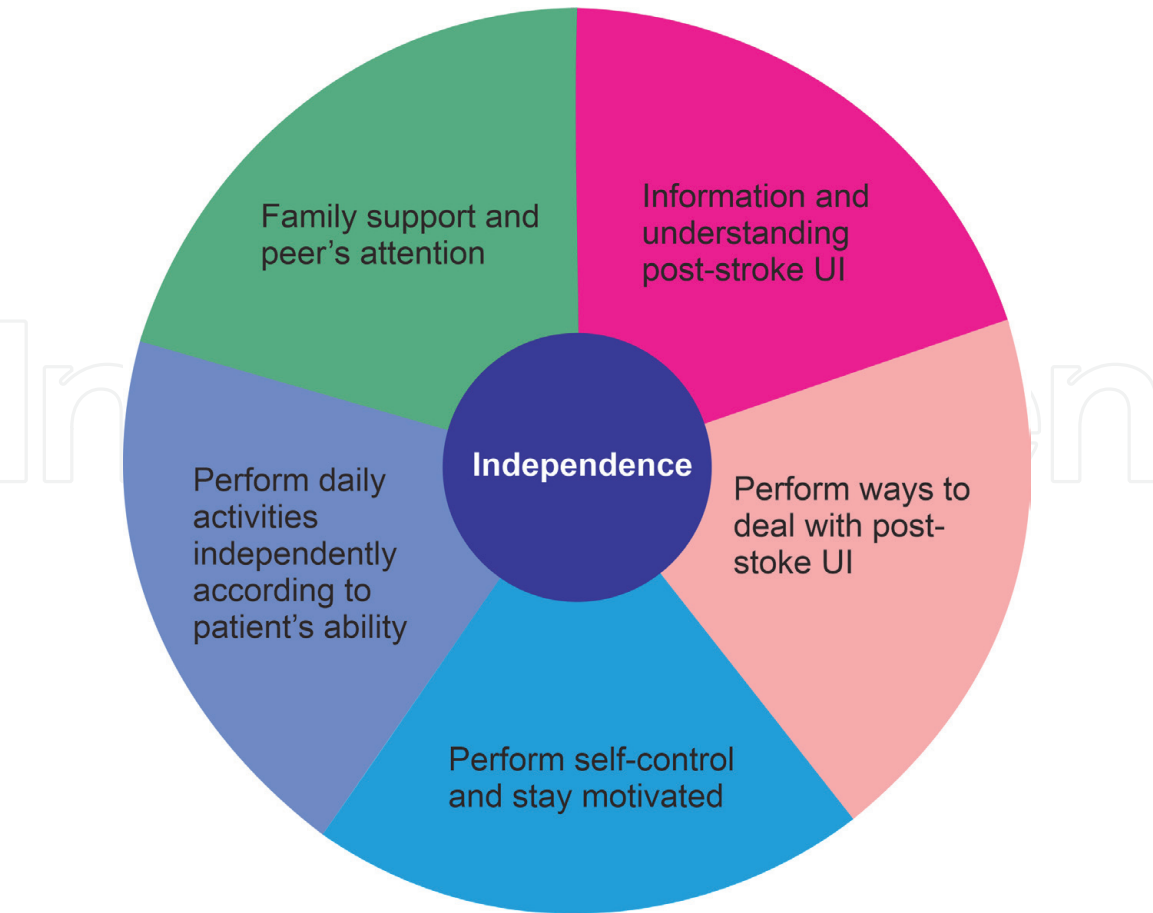 Family support and
peer’s attention
Information and
understanding
post-stroke UI
Independence
Perform daily
activities
independently
according to
patient’s ability
Perform ways to
deal with post-
stoke UI
Perform self-control
and stay motivated